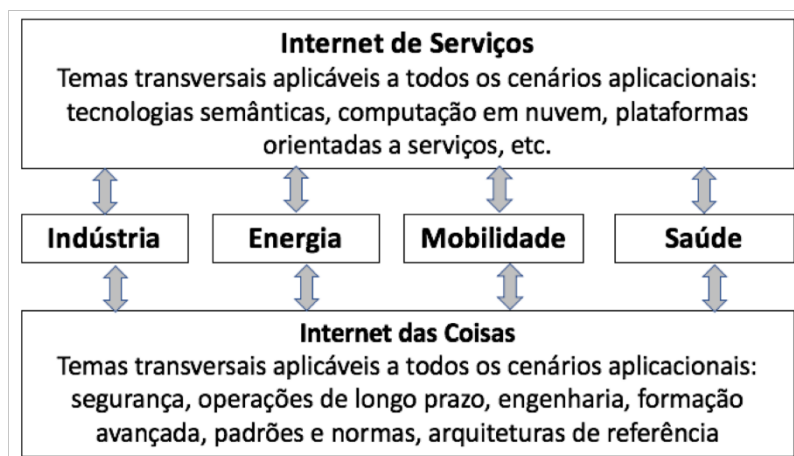 Internet de Serviços
Temas transversais aplicáveis a todos os cenários aplicacionais:
tecnologias semânticas, computação em nuvem, plataformas
orientadas a serviços, etc.
Indústria
Energia
Mobilidade
Saúde
Internet das Coisas
Temas transversais aplicáveis a todos os cenários aplicacionais:
segurança, operações de longo prazo, engenharia, formação
avançada, padrões e normas, arquiteturas de referência